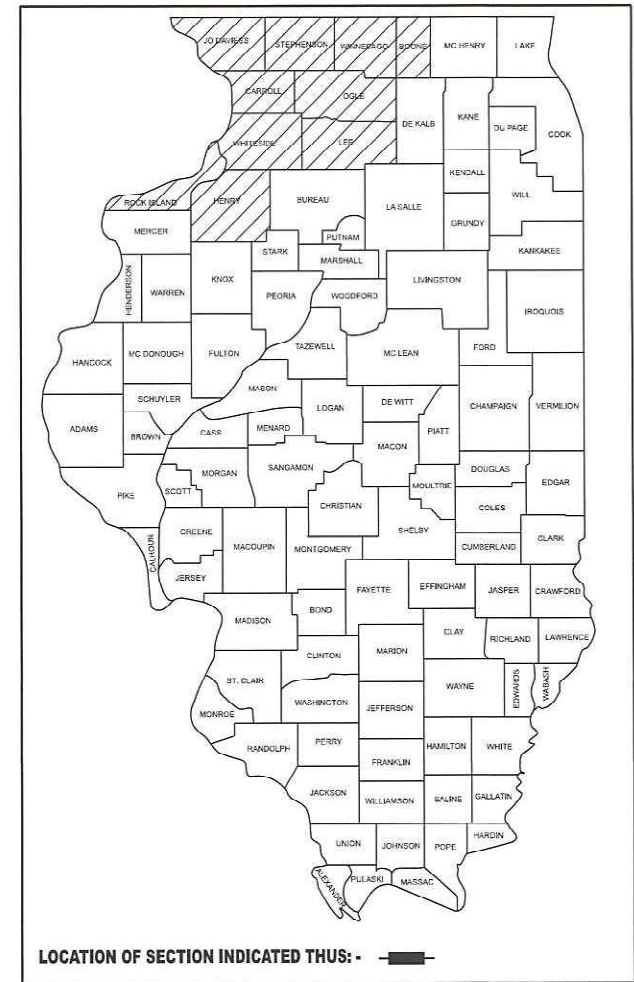 JO DAVIESS
STEPHENSON
WINNEBAGO
BOONE
MC HENRY
LAKE
CARROLL
OGLE
DE KALB
KANE
DU PAGE
COOK
WHITESIDE
LEE
KENDALL
WILL
ROCK ISLAND
HENRY
BUREAU
LA SALLE
GRUNDY
MERCER
PUTNAM
KANKAKEE
STARK
MARSHALL
HENDERSON
WARREN
KNOX
PEORIA
WOODFORD
LIVINGSTON
IROQUOIS
HANCOCK
MC DONOUGH
FULTON
TAZEWELL
MC LEAN
FORD
SCHUYLER
MASON
LOGAN
DE WITT
CHAMPAIGN
VERMILION
ADAMS
BROWN
CASS
MENARD
MACON
PIATT
PIKE
SCOTT
MORGAN
SANGAMON
CHRISTIAN
MOULTRIE
DOUGLAS
EDGAR
COLES
CALHOUN
GREENE
MACOUPIN
MONTGOMERY
SHELBY
CUMBERLAND
CLARK
JERSEY
FAYETTE
EFFINGHAM
JASPER
CRAWFORD
MADISON
BOND
CLAY
RICHLAND
LAWRENCE
CLINTON
MARION
ST. CLAIR
WAYNE
EDWARDS
WABASH
MONROE
WASHINGTON
JEFFERSON
RANDOLPH
PERRY
HAMILTON
WHITE
FRANKLIN
JACKSON
WILLIAMSON
SALINE
GALLATIN
UNION
JOHNSON
POPE
HARDIN
ALEXANDER
PULASKI
MASSAC
LOCATION OF SECTION INDICATED THUS: -